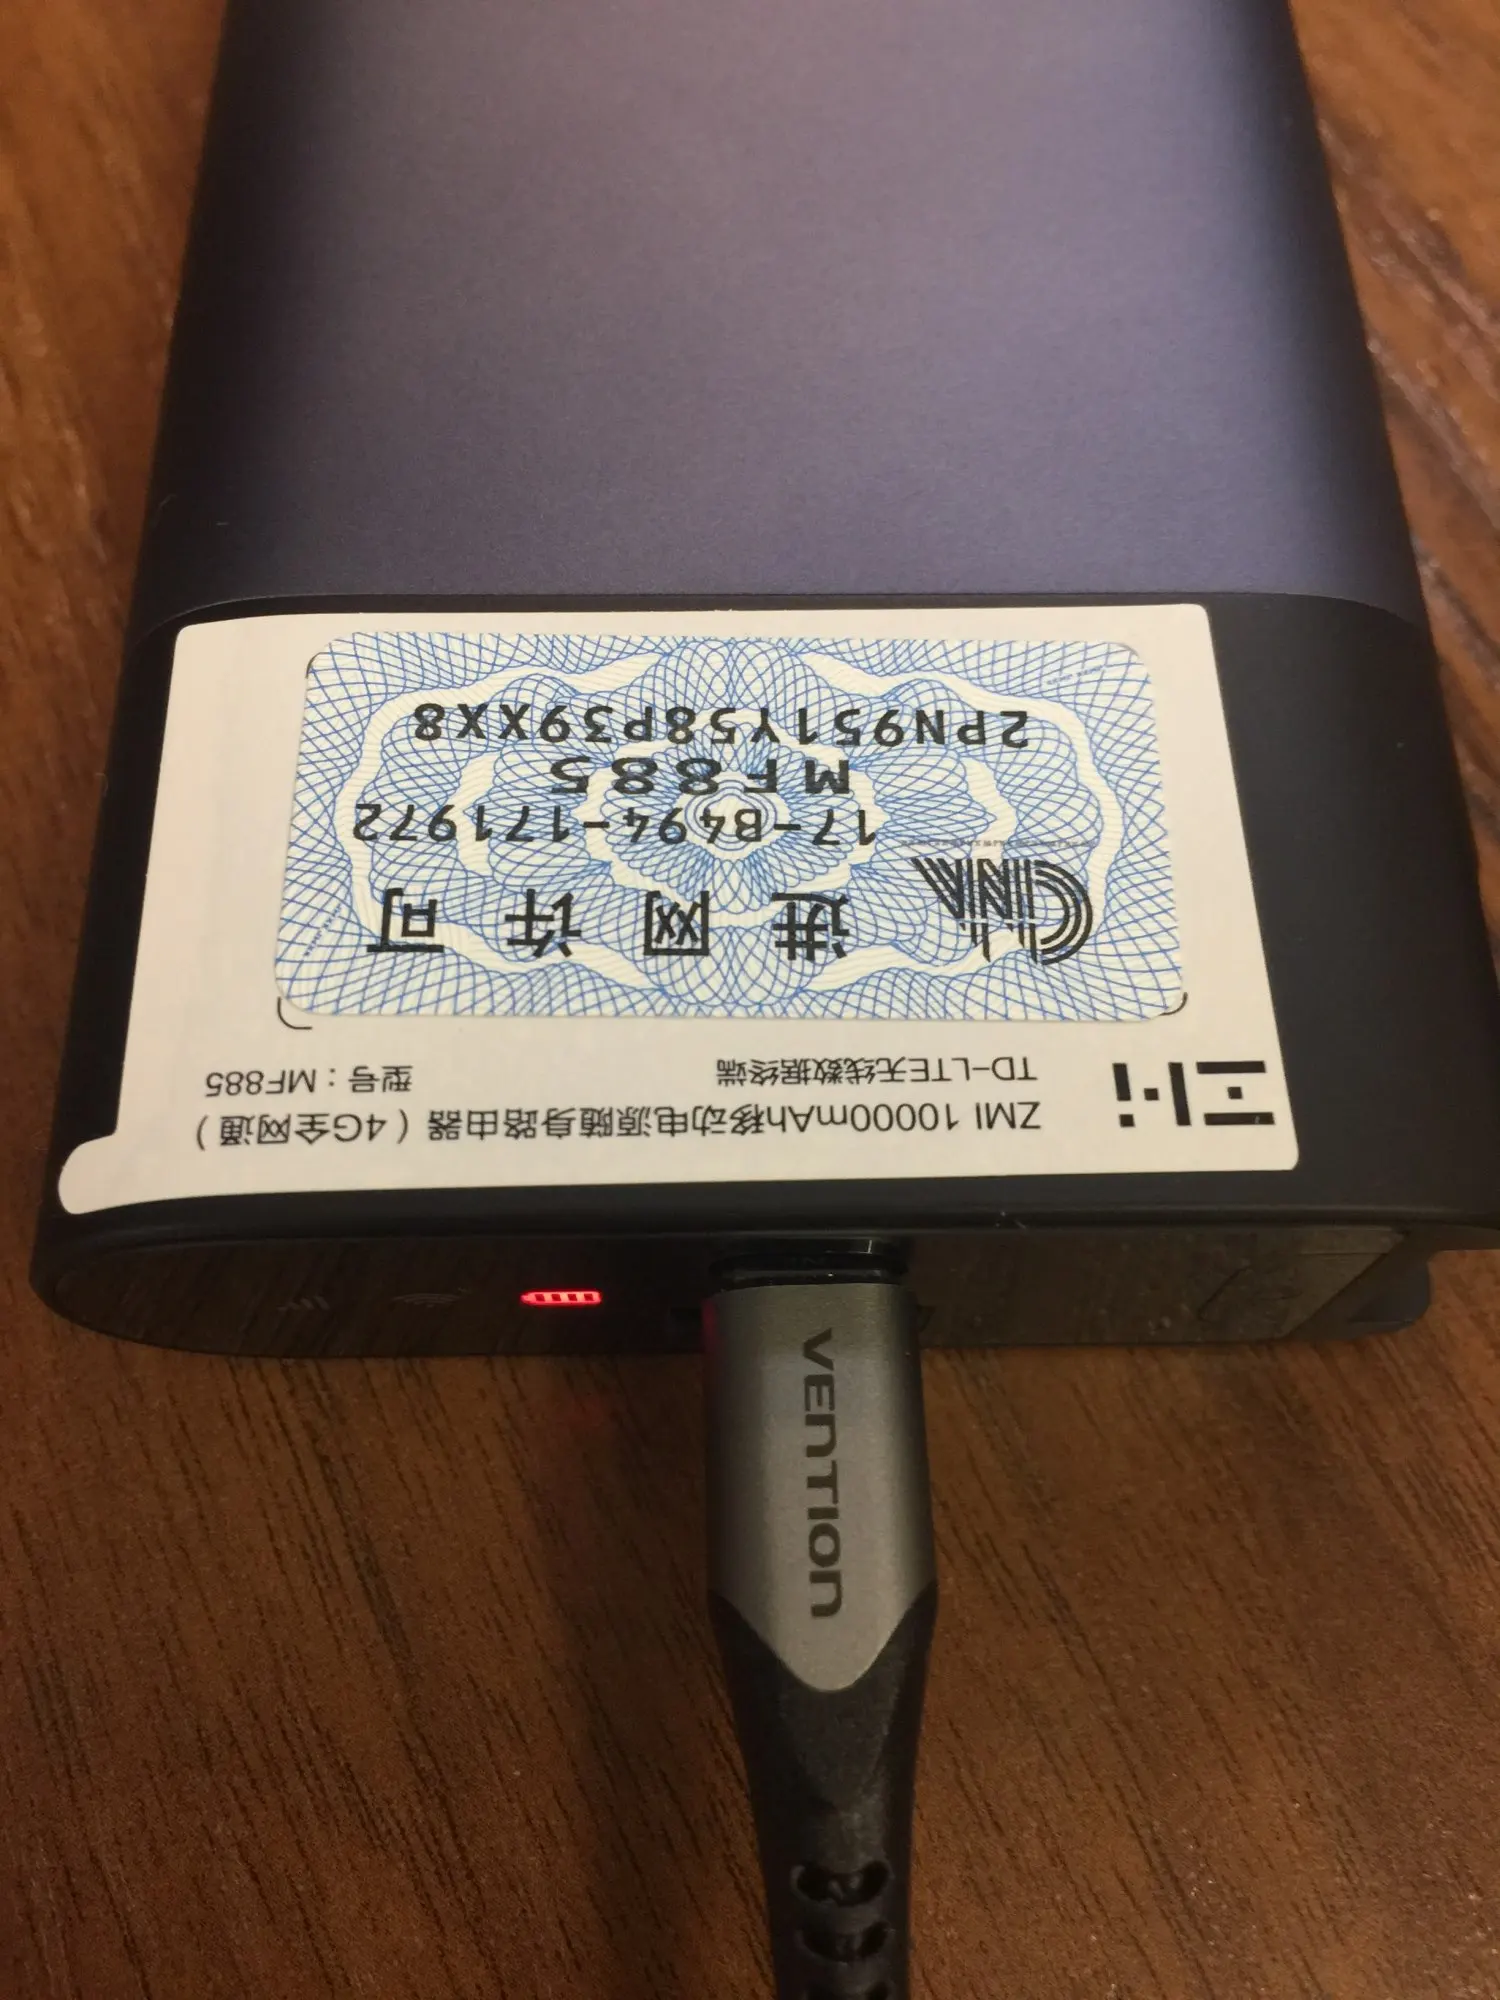 ZMI 10000mAh移动电源随身路由器（4G全网通）
TD-LTE无线数据终端 型号：MF885
进网许可
17-B494-171972
MF885
2PN951Y58P39XX8
VENTION